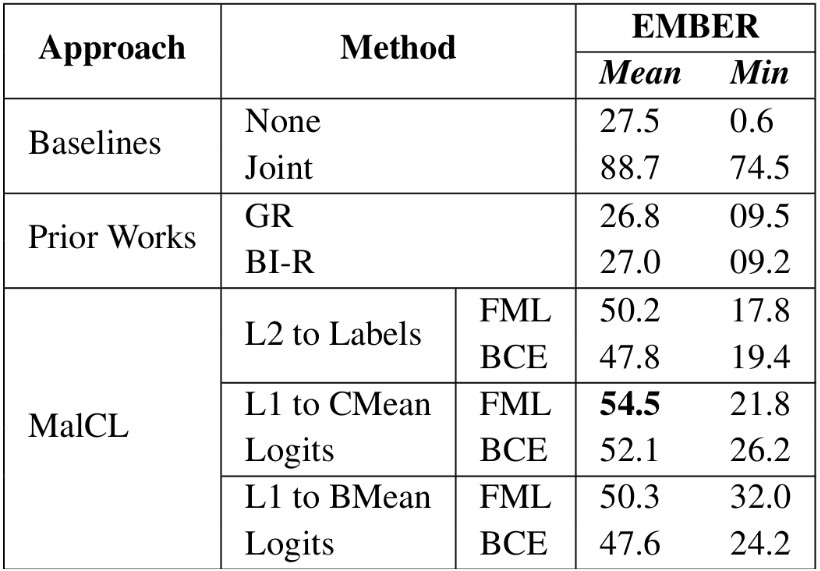 Approach Method EMBER
Mean Min
Baselines None 27.5 0.6
Joint 88.7 74.5
Prior Works GR 26.8 09.5
BI-R 27.0 09.2
MalCL L2 to Labels FML 50.2 17.8
BCE 47.8 19.4
L1 to CMean FML 54.5 21.8
Logits BCE 52.1 26.2
L1 to BMean FML 50.3 32.0
Logits BCE 47.6 24.2